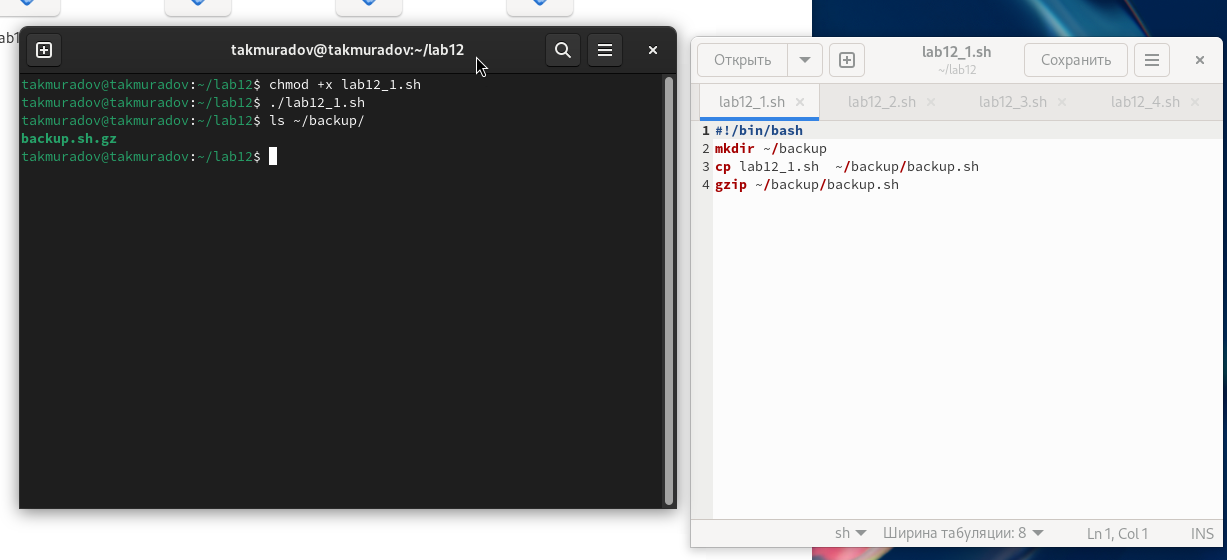 ab1
takmuradov@takmuradov:~/lab12
takmuradov@takmuradov:~/lab12$ chmod +x lab12_1.sh
takmuradov@takmuradov:~/lab12$ ./lab12_1.sh
takmuradov@takmuradov:~/lab12$ ls ~/backup/
backup.sh.gz
takmuradov@takmuradov:~/lab12$
Открыть
lab12_1.sh
~/lab12
Сохранить
lab12_1.sh
lab12_2.sh
lab12_3.sh
lab12_4.sh
1 #!/bin/bash
2 mkdir ~/backup
3 cp lab12_1.sh  ~/backup/backup.sh
4 gzip ~/backup/backup.sh
sh
Ширина табуляции: 8
Ln 1, Col 1
INS